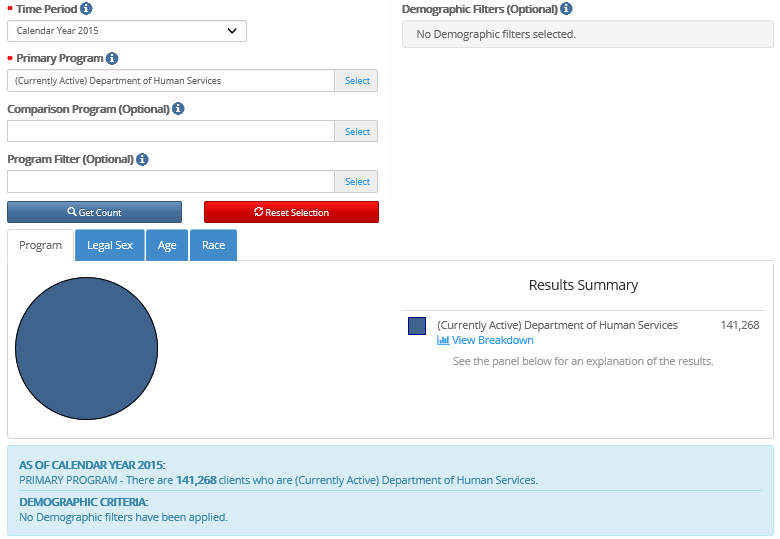 * Time Period
Calendar Year 2015
* Primary Program
(Currently Active) Department of Human Services
Select
Comparison Program (Optional)
Select
Program Filter (Optional)
Select
Get Count
Reset Selection
Demographic Filters (Optional)
No Demographic filters selected.
Program
Legal Sex
Age
Race
Results Summary
(Currently Active) Department of Human Services 141,268
View Breakdown
See the panel below for an explanation of the results.
AS OF CALENDAR YEAR 2015:
PRIMARY PROGRAM - There are 141,268 clients who are (Currently Active) Department of Human Services.
DEMOGRAPHIC CRITERIA:
No Demographic filters have been applied.